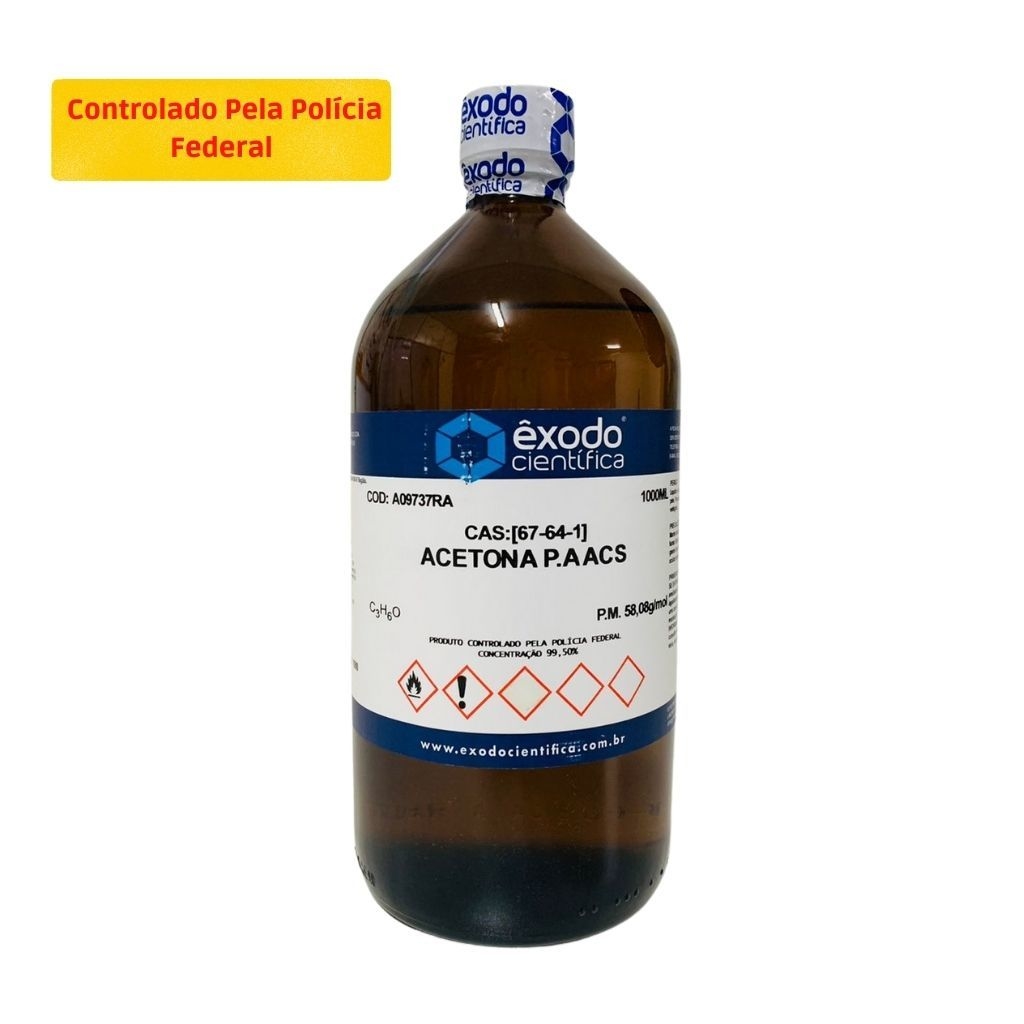 Controlado Pela Polícia
Federal
êxodo
científica
êxodo
científica
êxodo
científica
COD: A09737RA
1000ML
CAS:[67-64-1]
ACETONA P.A ACS
C3H6O
P.M. 58,08g/mol
PRODUTO CONTROLADO PELA POLÍCIA FEDERAL
CONCENTRAÇÃO 99,50%
www.exodocientifica.com.br